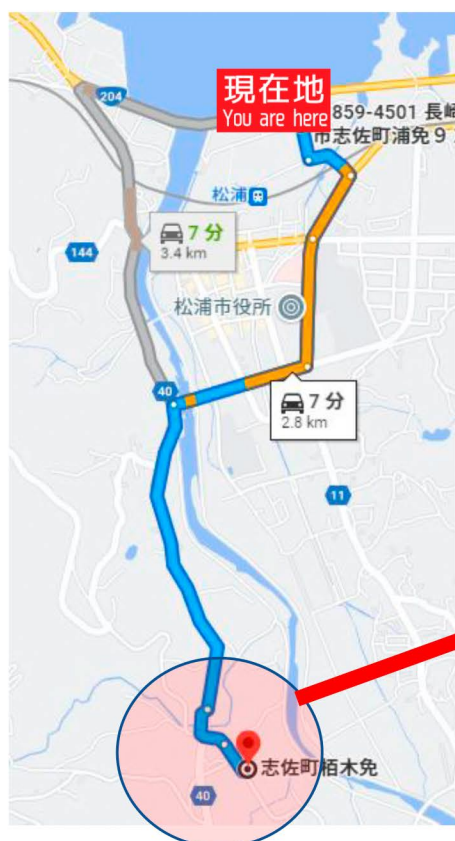 204
現在地
You are here
859-4501 長崎
市志佐町浦免９
松浦
7 分
3.4 km
144
松浦市役所
40
7 分
2.8 km
11
志佐町栢木免
40